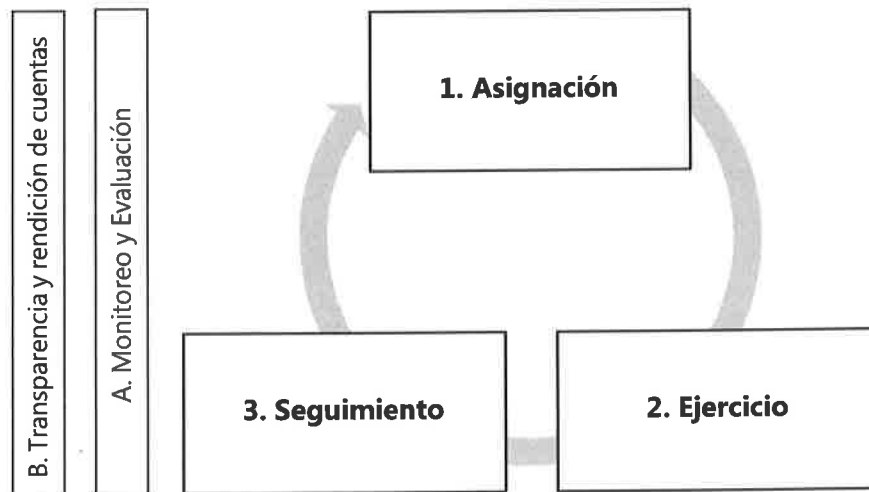 B. Transparencia y rendición de cuentas
A. Monitoreo y Evaluación
1. Asignación
3. Seguimiento
2. Ejercicio